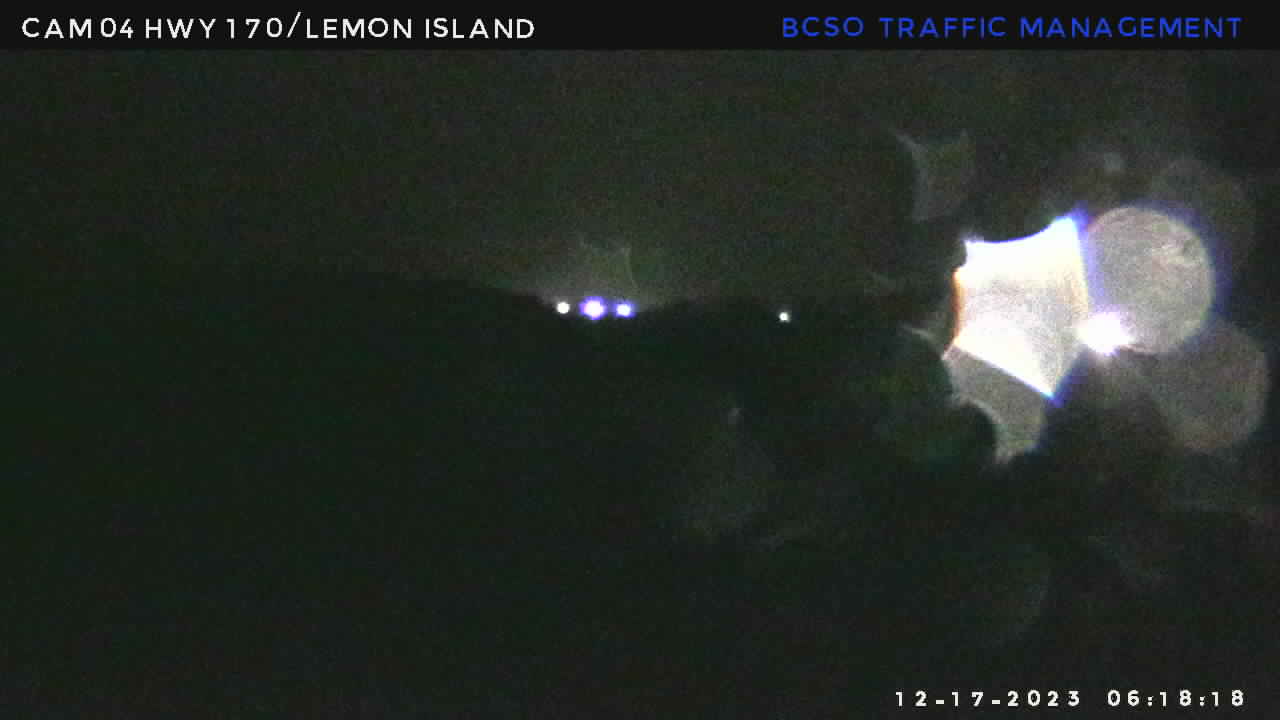 CAM04 HWY 170/LEMON ISLAND
BCSO TRAFFIC MANAGEMENT
12-17-2023 06:18:18